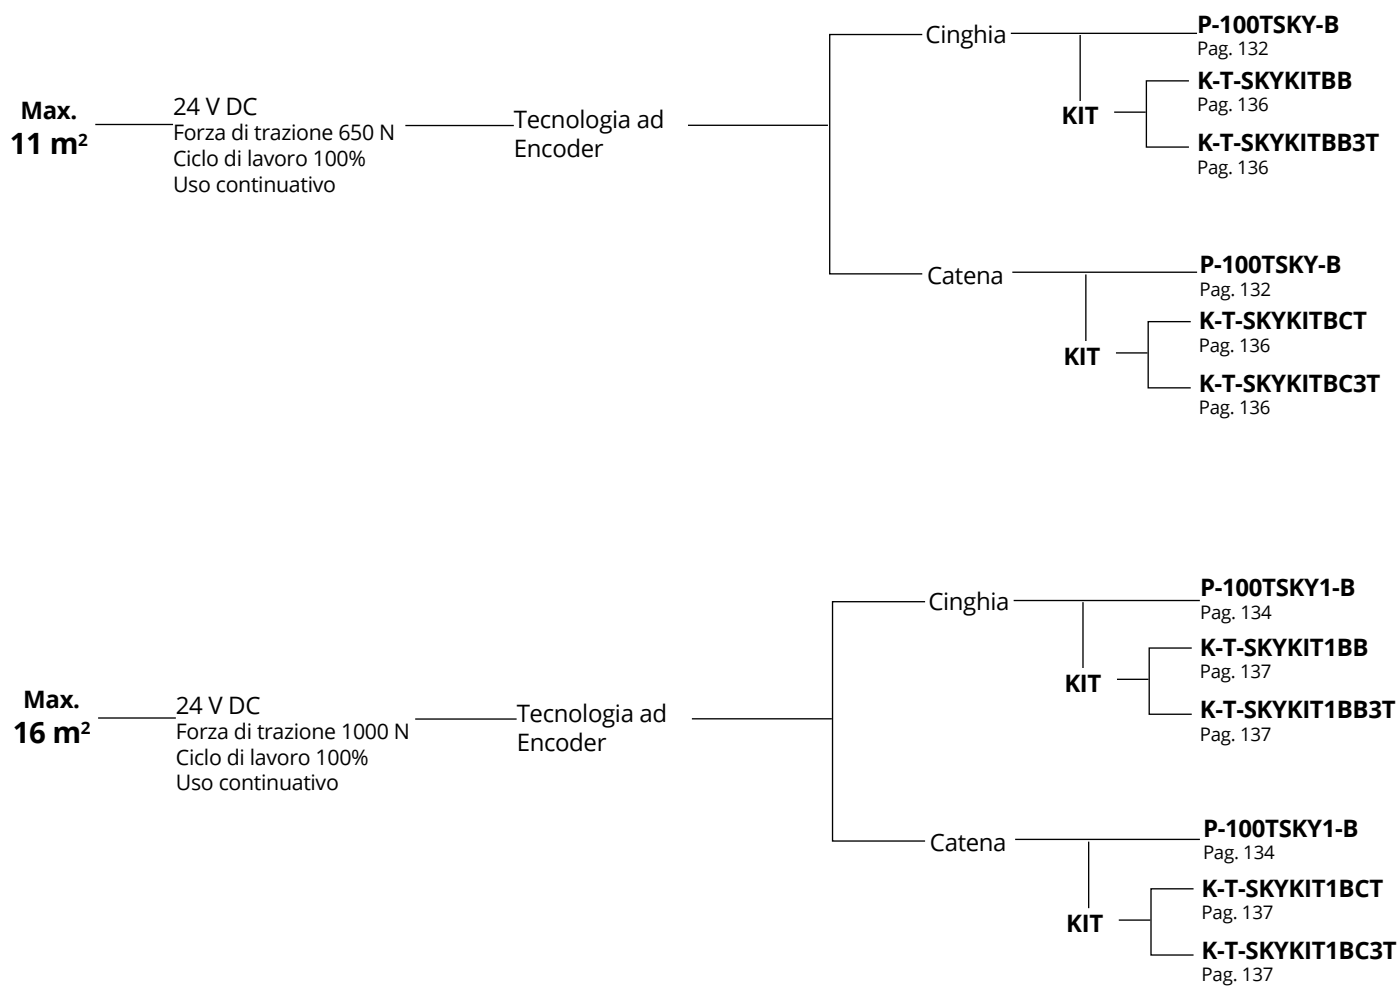 Max.
11 m²
24 V DC
Forza di trazione 650 N
Ciclo di lavoro 100%
Uso continuativo
Tecnologia ad
Encoder
Cinghia
P-100TSKY-B
Pag. 132
KIT
K-T-SKYKITBB
Pag. 136
K-T-SKYKITBB3T
Pag. 136
Catena
P-100TSKY-B
Pag. 132
KIT
K-T-SKYKITBCT
Pag. 136
K-T-SKYKITBC3T
Pag. 136
Max.
16 m²
24 V DC
Forza di trazione 1000 N
Ciclo di lavoro 100%
Uso continuativo
Tecnologia ad
Encoder
Cinghia
P-100TSKY1-B
Pag. 134
KIT
K-T-SKYKIT1BB
Pag. 137
K-T-SKYKIT1BB3T
Pag. 137
Catena
P-100TSKY1-B
Pag. 134
KIT
K-T-SKYKIT1BCT
Pag. 137
K-T-SKYKIT1BC3T
Pag. 137